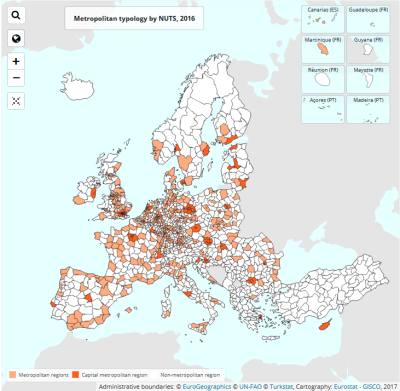 Metropolitan typology by NUTS, 2016
Canarias (ES)
Guadeloupe (FR)
Martinique (FR)
Guyane (FR)
Réunion (FR)
Mayotte (FR)
Açores (PT)
Madeira (PT)
+
−
Metropolitan regions
Capital metropolitan region
Non-metropolitan region
Administrative boundaries: © EuroGeographics © UN-FAO © Turkstat, Cartography: Eurostat - GISCO, 2017